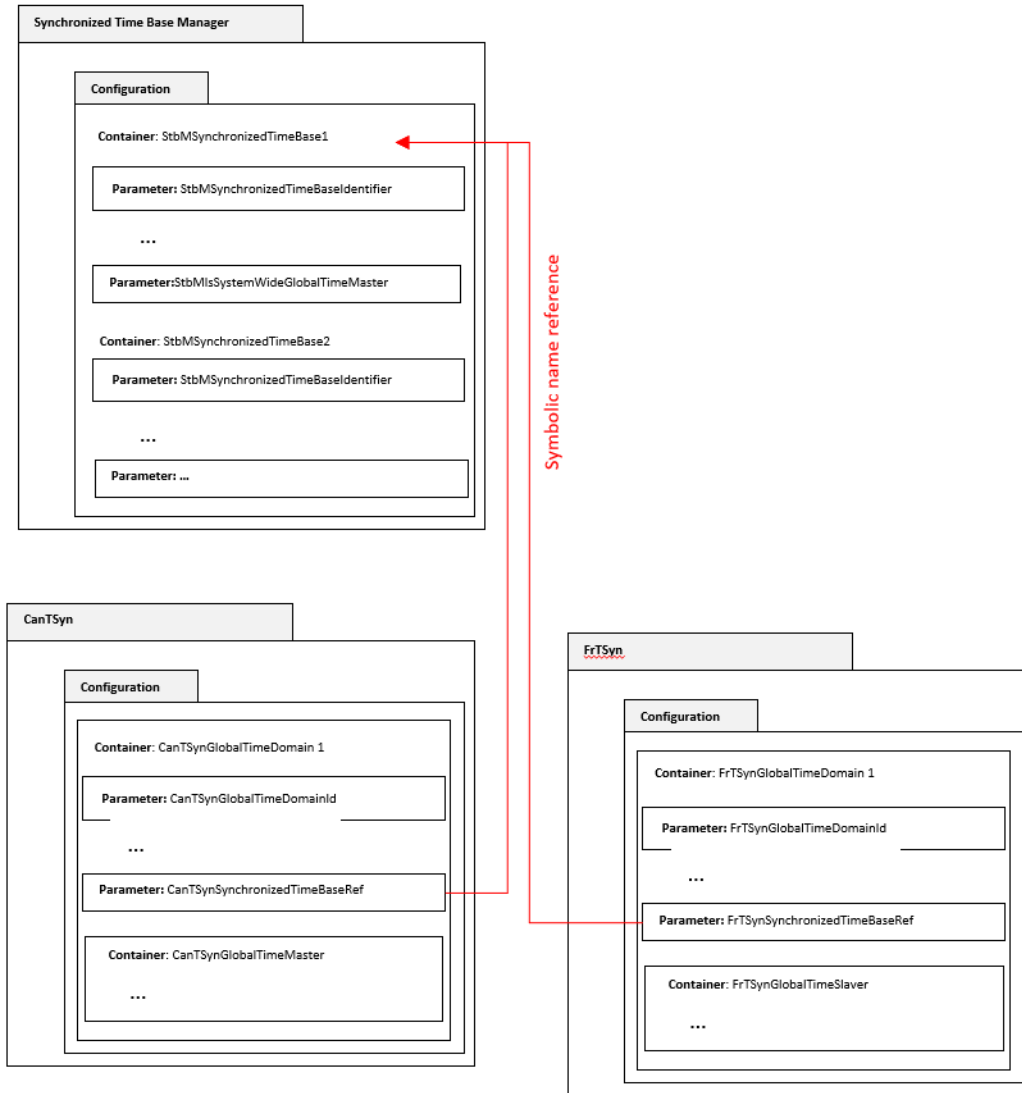 Synchronized Time Base Manager
Configuration
Container: StbMSynchronizedTimeBase1
Parameter: StbMSynchronizedTimeBaseIdentifier
...
Parameter:StbMIsSystemWideGlobalTimeMaster
Container: StbMSynchronizedTimeBase2
Parameter: StbMSynchronizedTimeBaseIdentifier
...
Parameter: ...
Symbolic name reference
CanTSyn
Configuration
Container: CanTSynGlobalTimeDomain 1
Parameter: CanTSynGlobalTimeDomainId
...
Parameter: CanTSynSynchronizedTimeBaseRef
Container: CanTSynGlobalTimeMaster
...
FrTSyn
Configuration
Container: FrTSynGlobalTimeDomain 1
Parameter: FrTSynGlobalTimeDomainId
...
Parameter: FrTSynSynchronizedTimeBaseRef
Container: FrTSynGlobalTimeSlaver
...